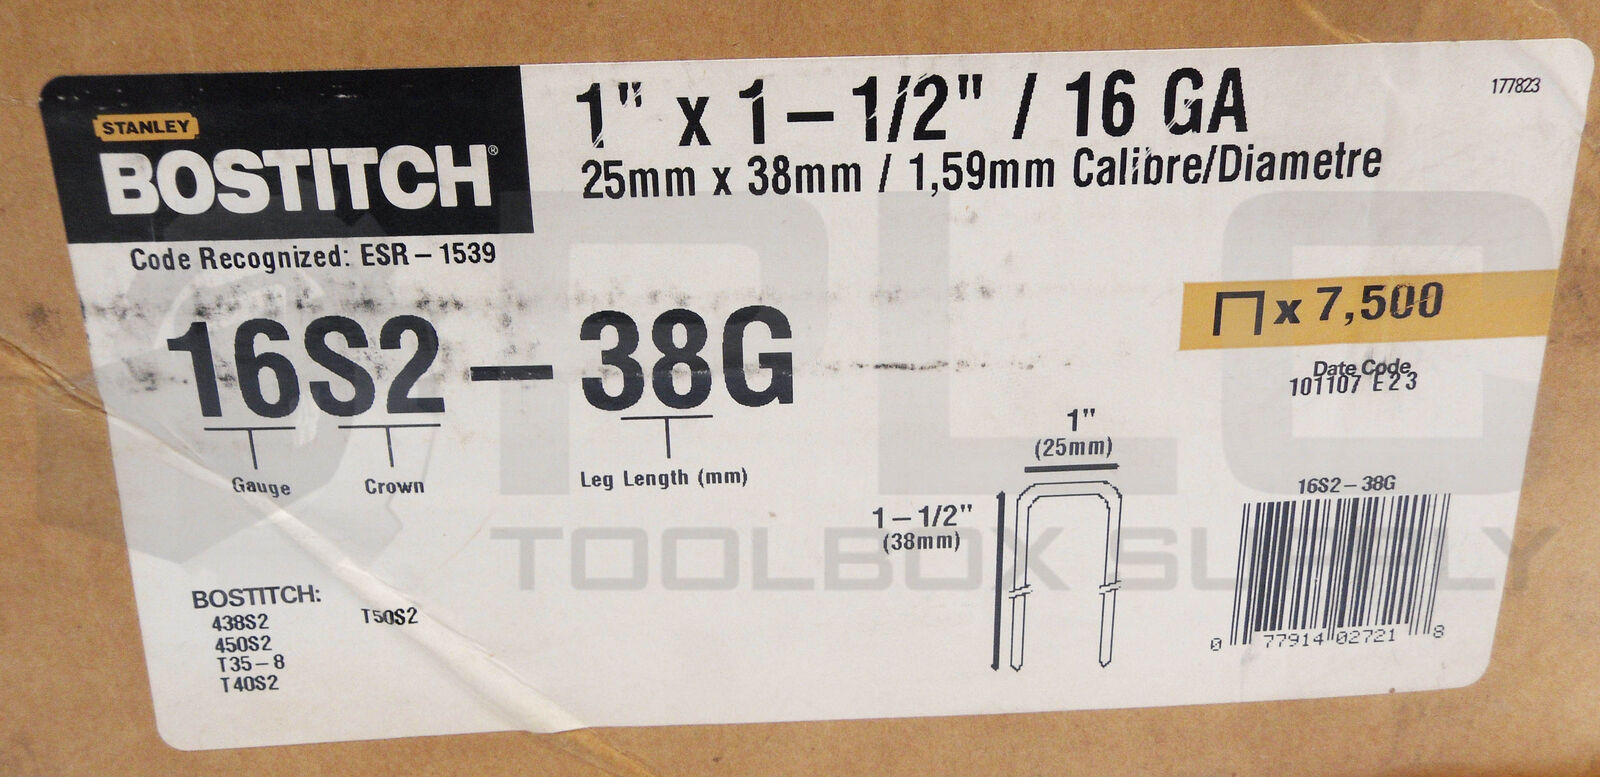 STANLEY
BOSTITCH®
1" x 1-1/2" / 16 GA
25mm x 38mm / 1,59mm Calibre/Diametre
177823
Code Recognized: ESR-1539
16S2-38G
Gauge
Crown
Leg Length (mm)
x 7,500
Date Code
101107 E23
1"
(25mm)
1-1/2"
(38mm)
16S2-38G
0 77914 02721 8
BOSTITCH:
438S2
T50S2
450S2
T35-8
T40S2
PLC
TOOLBOX SUPPLY